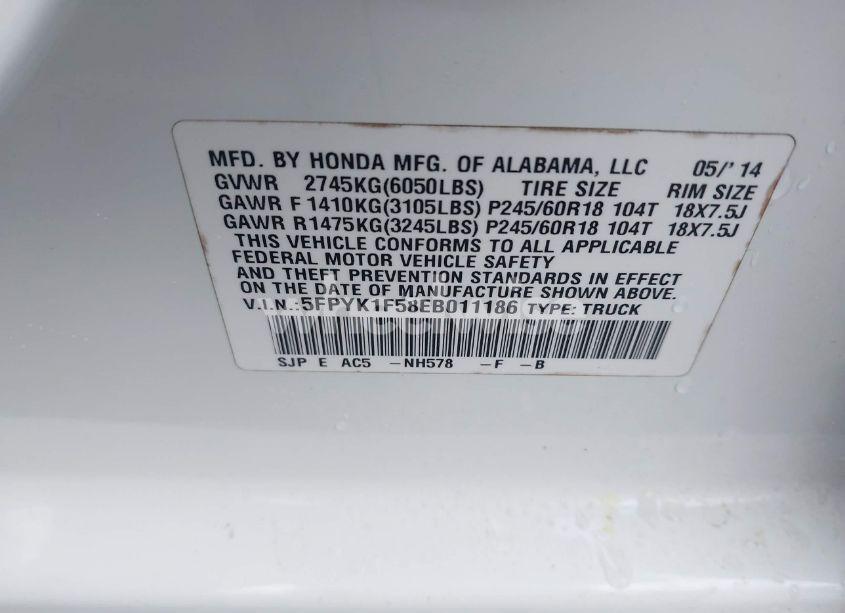 MFD. BY HONDA MFG. OF ALABAMA, LLC 05/' 14
GVWR 2745KG(6050LBS) TIRE SIZE RIM SIZE
GAWR F 1410KG(3105LBS) P245/60R18 104T 18X7.5J
GAWR R1475KG(3245LBS) P245/60R18 104T 18X7.5J
THIS VEHICLE CONFORMS TO ALL APPLICABLE
FEDERAL MOTOR VEHICLE SAFETY
AND THEFT PREVENTION STANDARDS IN EFFECT
ON THE DATE OF MANUFACTURE SHOWN ABOVE.
V.I.N.:5FPYK1F58EB011186 TYPE: TRUCK
SJP E AC5 -NH578 -F -B